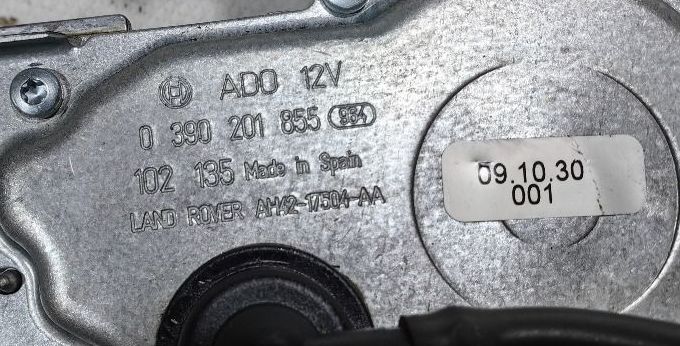 ADO 12V
0 390 201 855 984
102 135 Made in Spain
LAND ROVER AH42-17504-AA
09.10.30
001